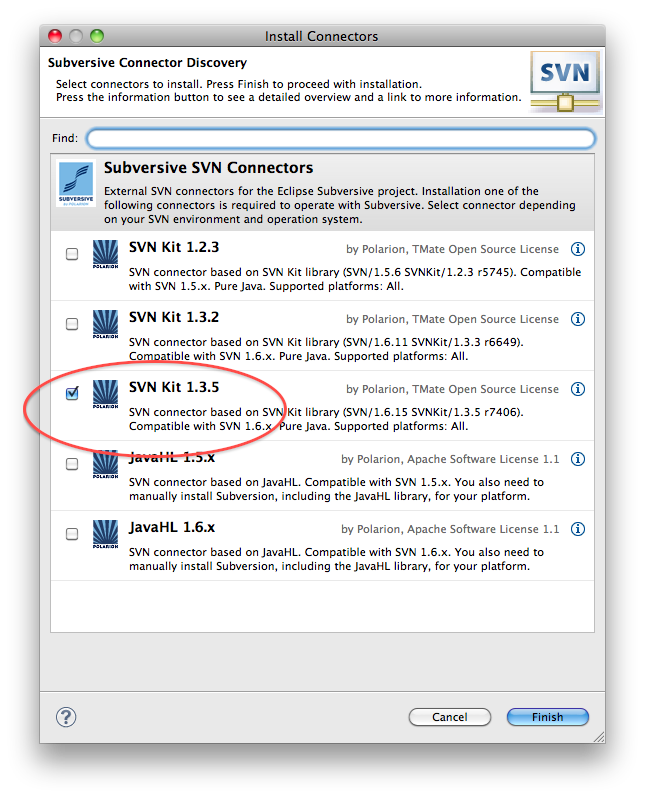 Install Connectors
Subversive Connector Discovery
Select connectors to install. Press Finish to proceed with installation.
Press the information button to see a detailed overview and a link to more information.
SVN
Find:
SUBVERSIVE
BY POLARION
Subversive SVN Connectors
External SVN connectors for the Eclipse Subversive project. Installation one of the
following connectors is required to operate with Subversive. Select connector depending
on your SVN environment and operation system.
POLARION
SVN Kit 1.2.3
by Polarion, TMate Open Source License
SVN connector based on SVN Kit library (SVN/1.5.6 SVNKit/1.2.3 r5745). Compatible
with SVN 1.5.x. Pure Java. Supported platforms: All.
POLARION
SVN Kit 1.3.2
by Polarion, TMate Open Source License
SVN connector based on SVN Kit library (SVN/1.6.11 SVNKit/1.3.3 r6649).
Compatible with SVN 1.6.x. Pure Java. Supported platforms: All.
POLARION
SVN Kit 1.3.5
by Polarion, TMate Open Source License
SVN connector based on SVN Kit library (SVN/1.6.15 SVNKit/1.3.5 r7406).
Compatible with SVN 1.6.x. Pure Java. Supported platforms: All.
POLARION
JavaHL 1.5.x
by Polarion, Apache Software License 1.1
SVN connector based on JavaHL. Compatible with SVN 1.5.x. You also need to
manually install Subversion, including the JavaHL library, for your platform.
POLARION
JavaHL 1.6.x
by Polarion, Apache Software License 1.1
SVN connector based on JavaHL. Compatible with SVN 1.6.x. You also need to
manually install Subversion, including the JavaHL library, for your platform.
?
Cancel
Finish